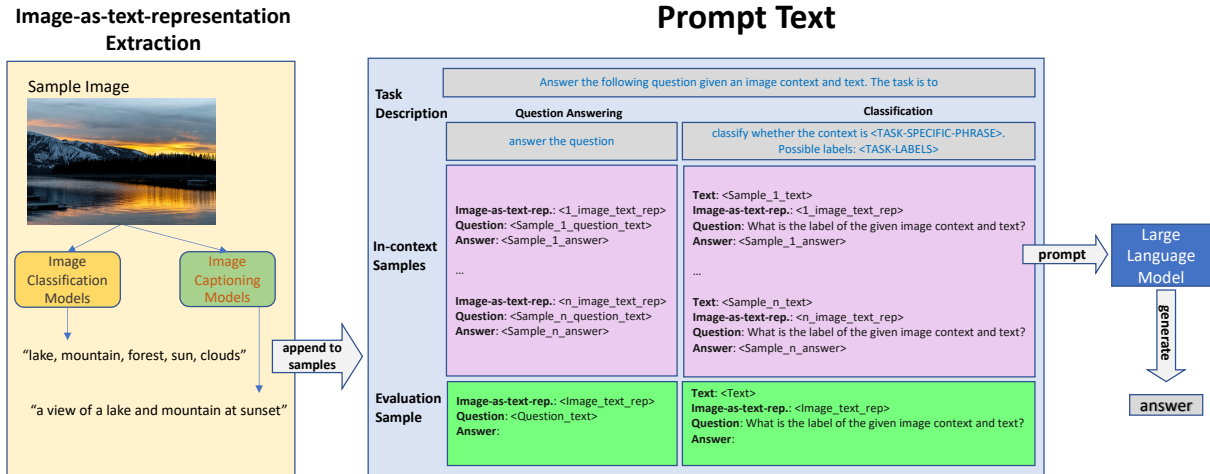 Image-as-text-representation
Extraction
Sample Image
Image
Classification
Models
Image
Captioning
Models
“lake, mountain, forest, sun, clouds”
“a view of a lake and mountain at sunset”
append to
samples
Prompt Text
Task
Description
Answer the following question given an image context and text. The task is to
Question Answering
Classification
answer the question
classify whether the context is <TASK-SPECIFIC-PHRASE>.
Possible labels: <TASK-LABELS>
In-context
Samples
Image-as-text-rep.: <1_image_text_rep>
Question: <Sample_1_question_text>
Answer: <Sample_1_answer>
...
Image-as-text-rep.: <n_image_text_rep>
Question: <Sample_n_question_text>
Answer: <Sample_n_answer>
Text: <Sample_1_text>
Image-as-text-rep.: <1_image_text_rep>
Question: What is the label of the given image context and text?
Answer: <Sample_1_answer>
...
Text: <Sample_n_text>
Image-as-text-rep.: <n_image_text_rep>
Question: What is the label of the given image context and text?
Answer: <Sample_n_answer>
Evaluation
Sample
Image-as-text-rep.: <Image_text_rep>
Question: <Question_text>
Answer:
Text: <Text>
Image-as-text-rep.: <Image_text_rep>
Question: What is the label of the given image context and text?
Answer:
prompt
Large
Language
Model
generate
answer